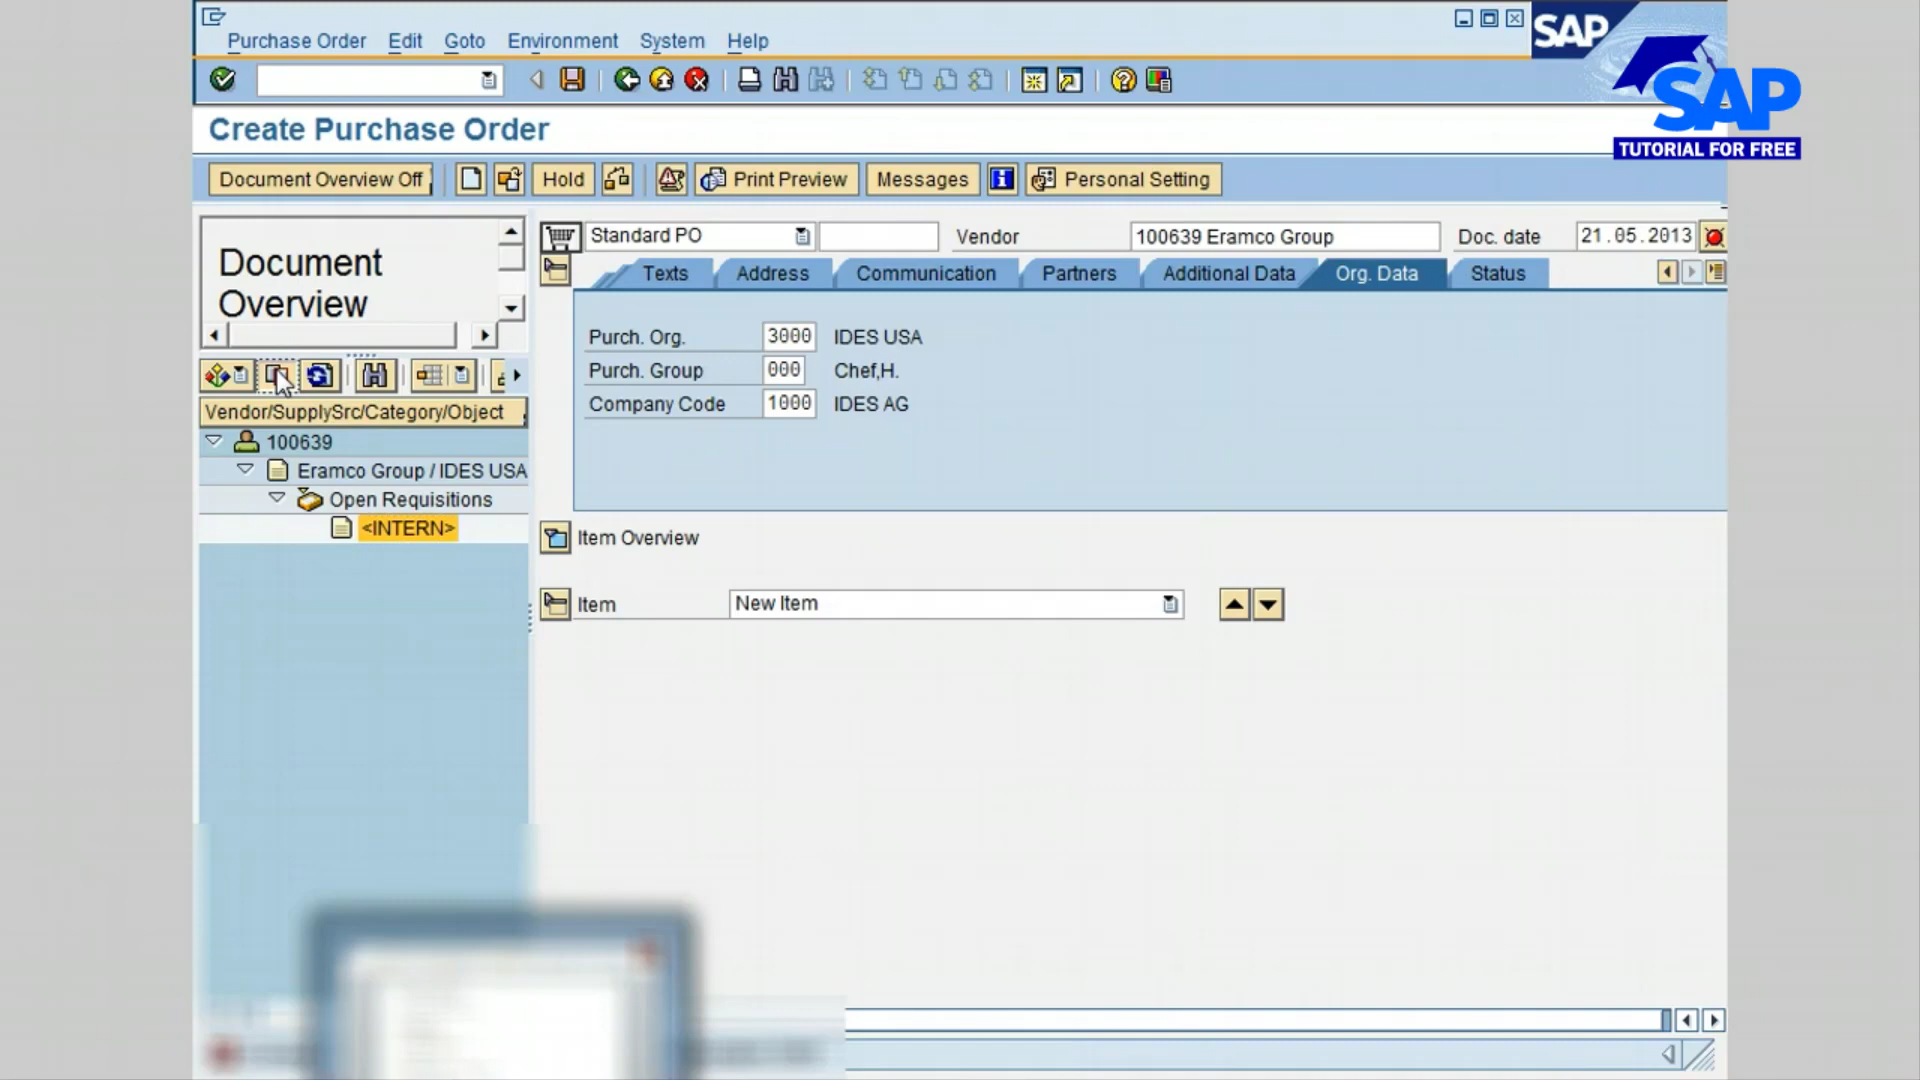 Purchase Order Edit Goto Environment System Help
SAP
SAP
TUTORIAL FOR FREE
Create Purchase Order
Document Overview Off Hold Print Preview Messages Personal Setting
Document
Overview
Standard PO Vendor 100639 Eramco Group Doc. date 21.05.2013
Texts Address Communication Partners Additional Data Org. Data Status
Purch. Org. 3000 IDES USA
Purch. Group 000 Chef,H.
Company Code 1000 IDES AG
Vendor/SupplySrc/Category/Object
100639
Eramco Group / IDES USA
Open Requisitions
<INTERN>
Item Overview
Item New Item